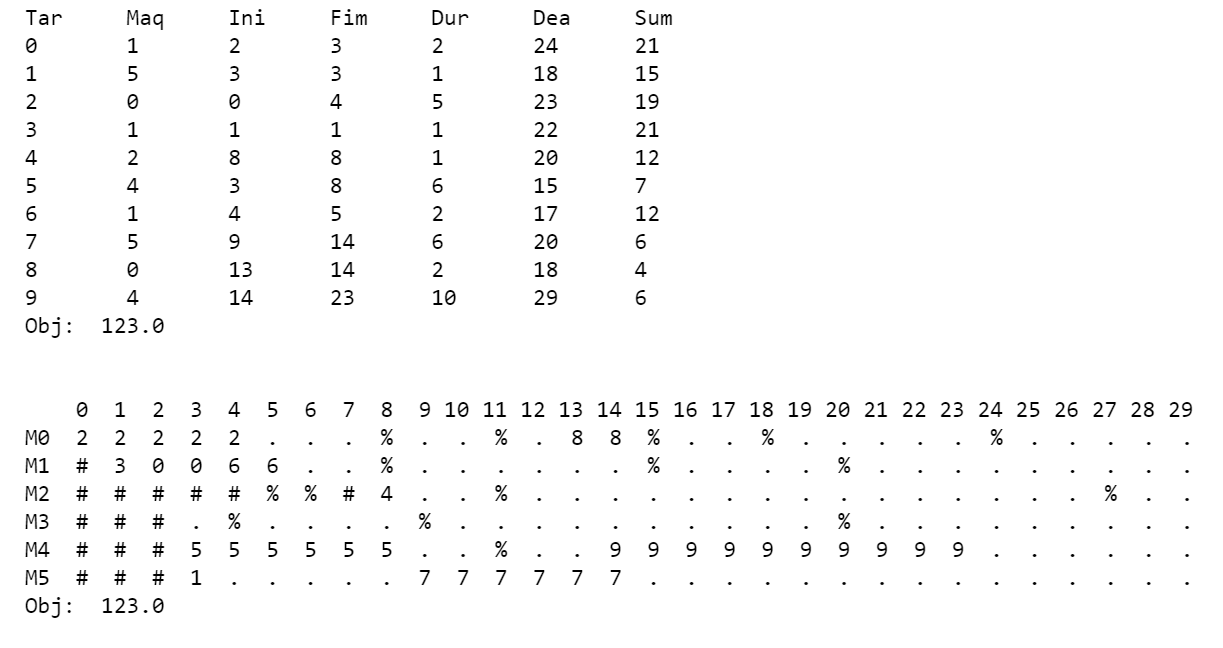 Tar Maq Ini Fim Dur Dea Sum
0 1 2 3 2 24 21
1 5 3 3 1 18 15
2 0 0 4 5 23 19
3 1 1 1 1 22 21
4 2 8 8 1 20 12
5 4 3 8 6 15 7
6 1 4 5 2 17 12
7 5 9 14 6 20 6
8 0 13 14 2 18 4
9 4 14 23 10 29 6
Obj: 123.0
0 1 2 3 4 5 6 7 8 9 10 11 12 13 14 15 16 17 18 19 20 21 22 23 24 25 26 27 28 29
M0 2 2 2 2 2 . . . % . . % . 8 8 % . . % . . . . . % . . . . .
M1 # 3 0 0 6 6 . . % . . . . . . % . . . . % . . . . . . . . .
M2 # # # # # % % # 4 . . % . . . . . . . . . . . . . . . % . .
M3 # # # . % . . . . % . . . . . . . . . . % . . . . . . . . .
M4 # # # 5 5 5 5 5 5 . . % . . 9 9 9 9 9 9 9 9 9 9 . . . . . .
M5 # # # 1 . . . . . 7 7 7 7 7 7 . . . . . . . . . . . . . . .
Obj: 123.0